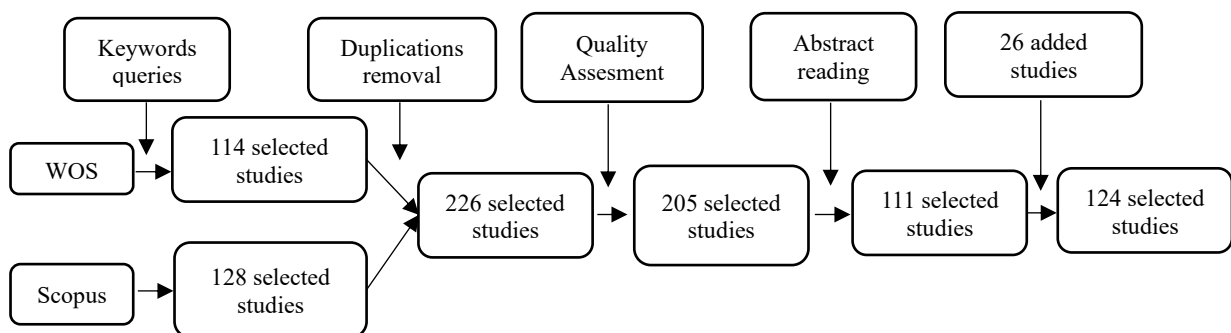 Keywords
queries
Duplications
removal
Quality
Assesment
Abstract
reading
26 added
studies
WOS
114 selected
studies
226 selected
studies
205 selected
studies
111 selected
studies
124 selected
studies
Scopus
128 selected
studies